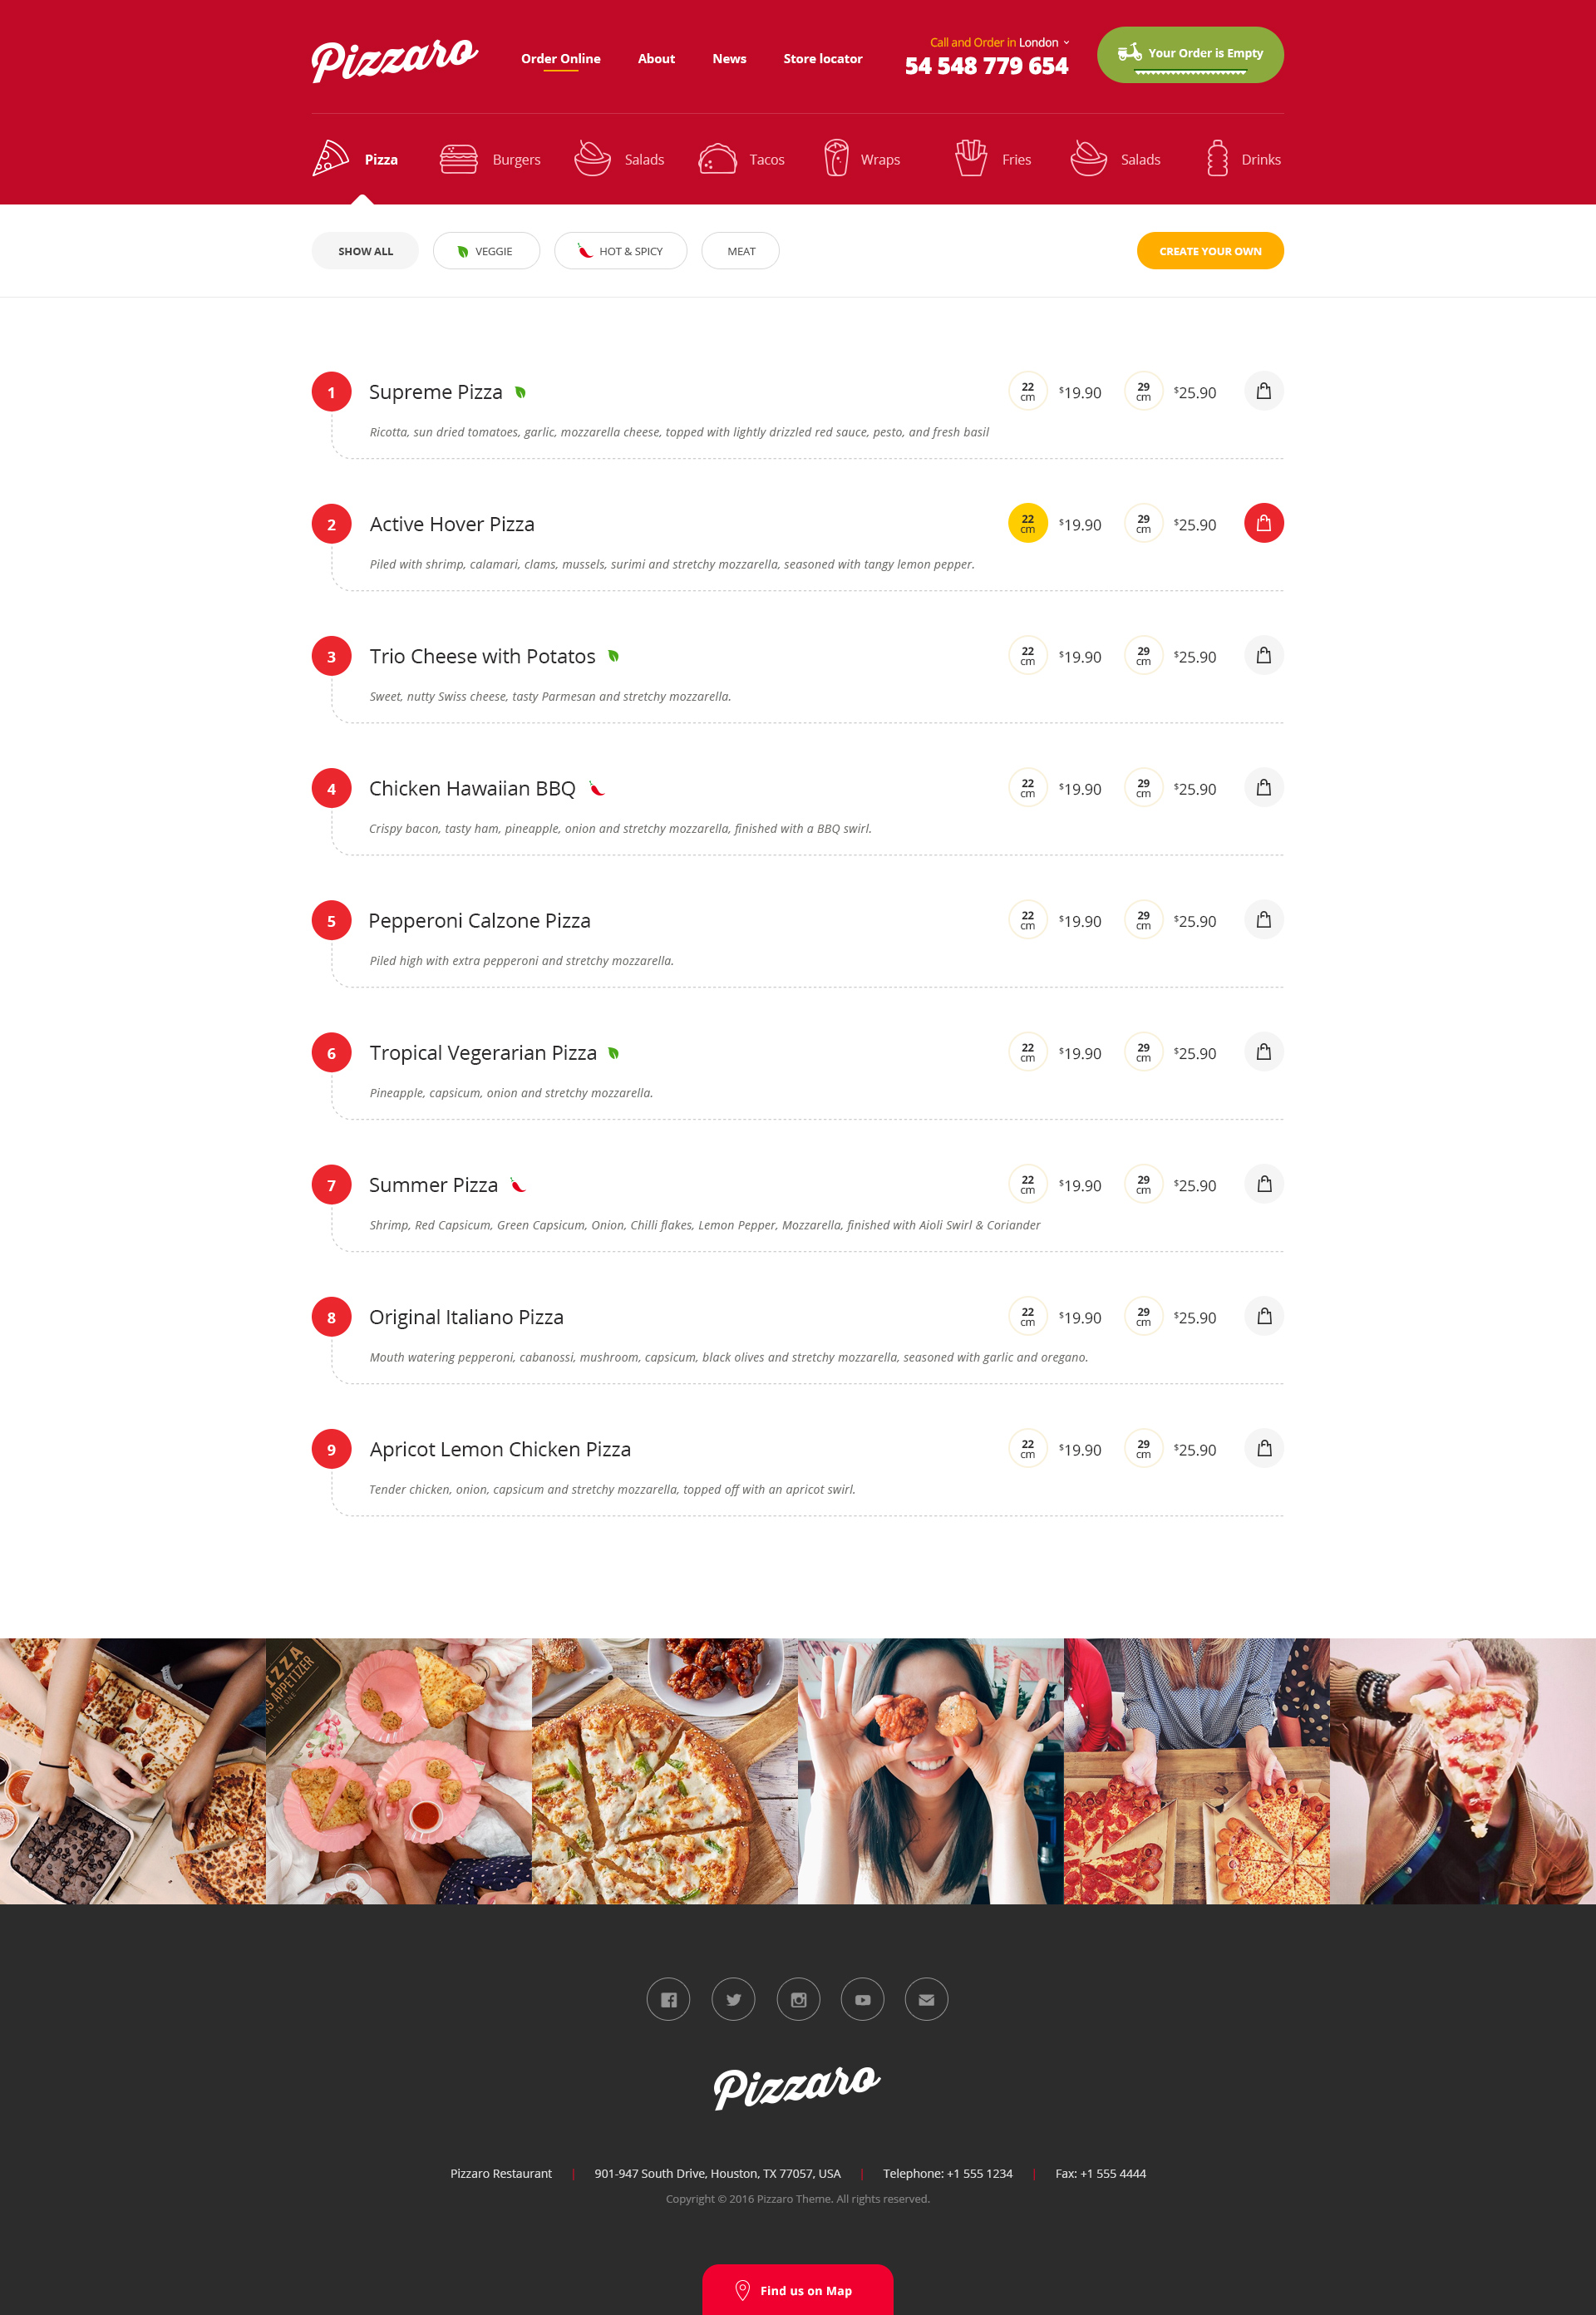 Pizzaro
Order Online
About
News
Store locator
Call and Order in London
54 548 779 654
Your Order is Empty
Pizza
Burgers
Salads
Tacos
Wraps
Fries
Salads
Drinks
SHOW ALL
VEGGIE
HOT & SPICY
MEAT
CREATE YOUR OWN
1 Supreme Pizza 22 cm $19.90 29 cm $25.90
Ricotta, sun dried tomatoes, garlic, mozzarella cheese, topped with lightly drizzled red sauce, pesto, and fresh basil
2 Active Hover Pizza 22 cm $19.90 29 cm $25.90
Piled with shrimp, calamari, clams, mussels, surimi and stretchy mozzarella, seasoned with tangy lemon pepper.
3 Trio Cheese with Potatos 22 cm $19.90 29 cm $25.90
Sweet, nutty Swiss cheese, tasty Parmesan and stretchy mozzarella.
4 Chicken Hawaiian BBQ 22 cm $19.90 29 cm $25.90
Crispy bacon, tasty ham, pineapple, onion and stretchy mozzarella, finished with a BBQ swirl.
5 Pepperoni Calzone Pizza 22 cm $19.90 29 cm $25.90
Piled high with extra pepperoni and stretchy mozzarella.
6 Tropical Vegerarian Pizza 22 cm $19.90 29 cm $25.90
Pineapple, capsicum, onion and stretchy mozzarella.
7 Summer Pizza 22 cm $19.90 29 cm $25.90
Shrimp, Red Capsicum, Green Capsicum, Onion, Chilli flakes, Lemon Pepper, Mozzarella, finished with Aioli Swirl & Coriander
8 Original Italiano Pizza 22 cm $19.90 29 cm $25.90
Mouth watering pepperoni, cabanossi, mushroom, capsicum, black olives and stretchy mozzarella, seasoned with garlic and oregano.
9 Apricot Lemon Chicken Pizza 22 cm $19.90 29 cm $25.90
Tender chicken, onion, capsicum and stretchy mozzarella, topped off with an apricot swirl.
PIZZA
APPETIZER
ALL IN ONE
Pizzaro
Pizzaro Restaurant | 901-947 South Drive, Houston, TX 77057, USA | Telephone: +1 555 1234 | Fax: +1 555 4444
Copyright © 2016 Pizzaro Theme. All rights reserved.
Find us on Map